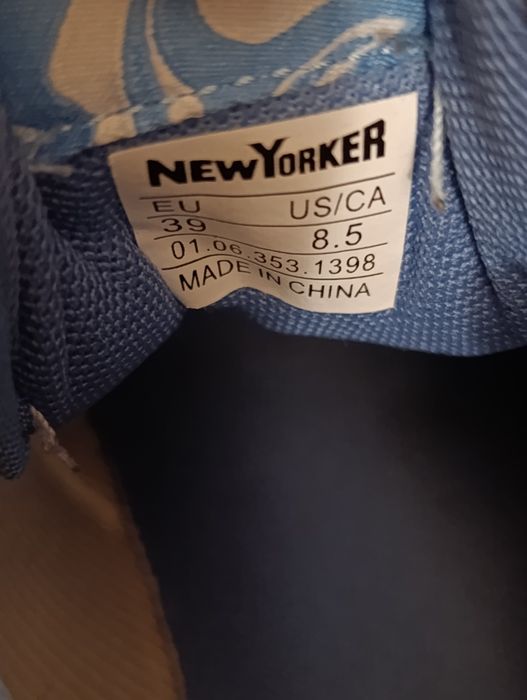 NEWYORKER
EU US/CA
39 8.5
01.06.353.1398
MADE IN CHINA